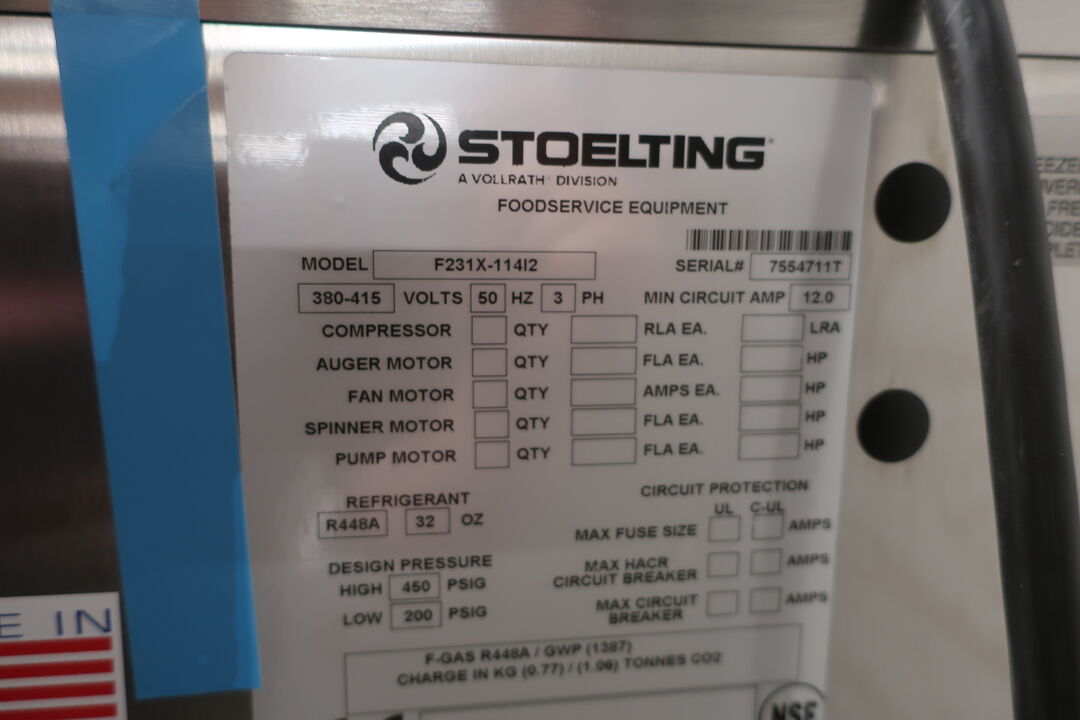 STOELTING
A VOLLRATH DIVISION
FOODSERVICE EQUIPMENT
MODEL F231X-114I2 SERIAL# 7554711T
380-415 VOLTS 50 HZ 3 PH MIN CIRCUIT AMP 12.0
COMPRESSOR QTY RLA EA. LRA
AUGER MOTOR QTY FLA EA. HP
FAN MOTOR QTY AMPS EA. HP
SPINNER MOTOR QTY FLA EA. HP
PUMP MOTOR QTY FLA EA. HP
REFRIGERANT
R448A 32 OZ
DESIGN PRESSURE
HIGH 450 PSIG
LOW 200 PSIG
CIRCUIT PROTECTION
UL C-UL
MAX FUSE SIZE AMPS
MAX HACR
CIRCUIT BREAKER AMPS
MAX CIRCUIT
BREAKER AMPS
F-GAS R448A / GWP (1387)
CHARGE IN KG (0.77) / (1.06) TONNES CO2
NSF
E IN